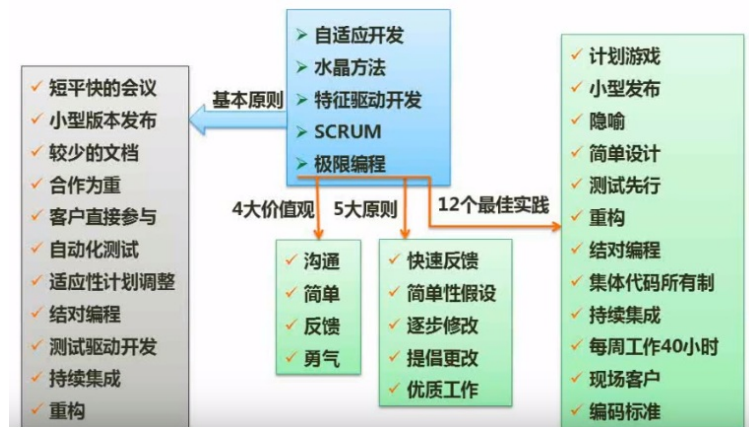 自适应开发
水晶方法
特征驱动开发
SCRUM
极限编程
基本原则
短平快的会议
小型版本发布
较少的文档
合作为重
客户直接参与
自动化测试
适应性计划调整
结对编程
测试驱动开发
持续集成
重构
4大价值观
沟通
简单
反馈
勇气
5大原则
快速反馈
简单性假设
逐步修改
提倡更改
优质工作
12个最佳实践
计划游戏
小型发布
隐喻
简单设计
测试先行
重构
结对编程
集体代码所有制
持续集成
每周工作40小时
现场客户
编码标准